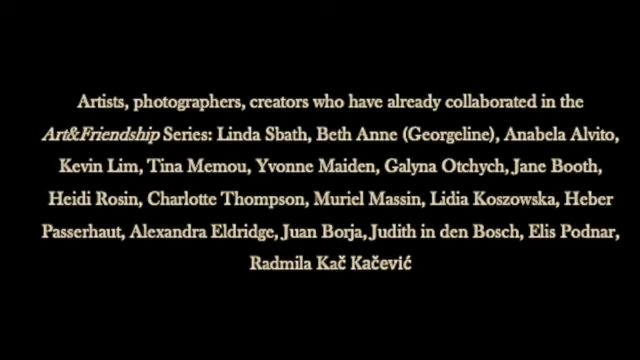 Artists, photographers, creators who have already collaborated in the
Art&Friendship Series: Linda Sbath, Beth Anne (Georgeline), Anabela Alvito,
Kevin Lim, Tina Memou, Yvonne Maiden, Galyna Otchych, Jane Booth,
Heidi Rosin, Charlotte Thompson, Muriel Massin, Lidia Koszowska, Heber
Passerhaut, Alexandra Eldridge, Juan Borja, Judith in den Bosch, Elis Podnar,
Radmila Kač Kačević